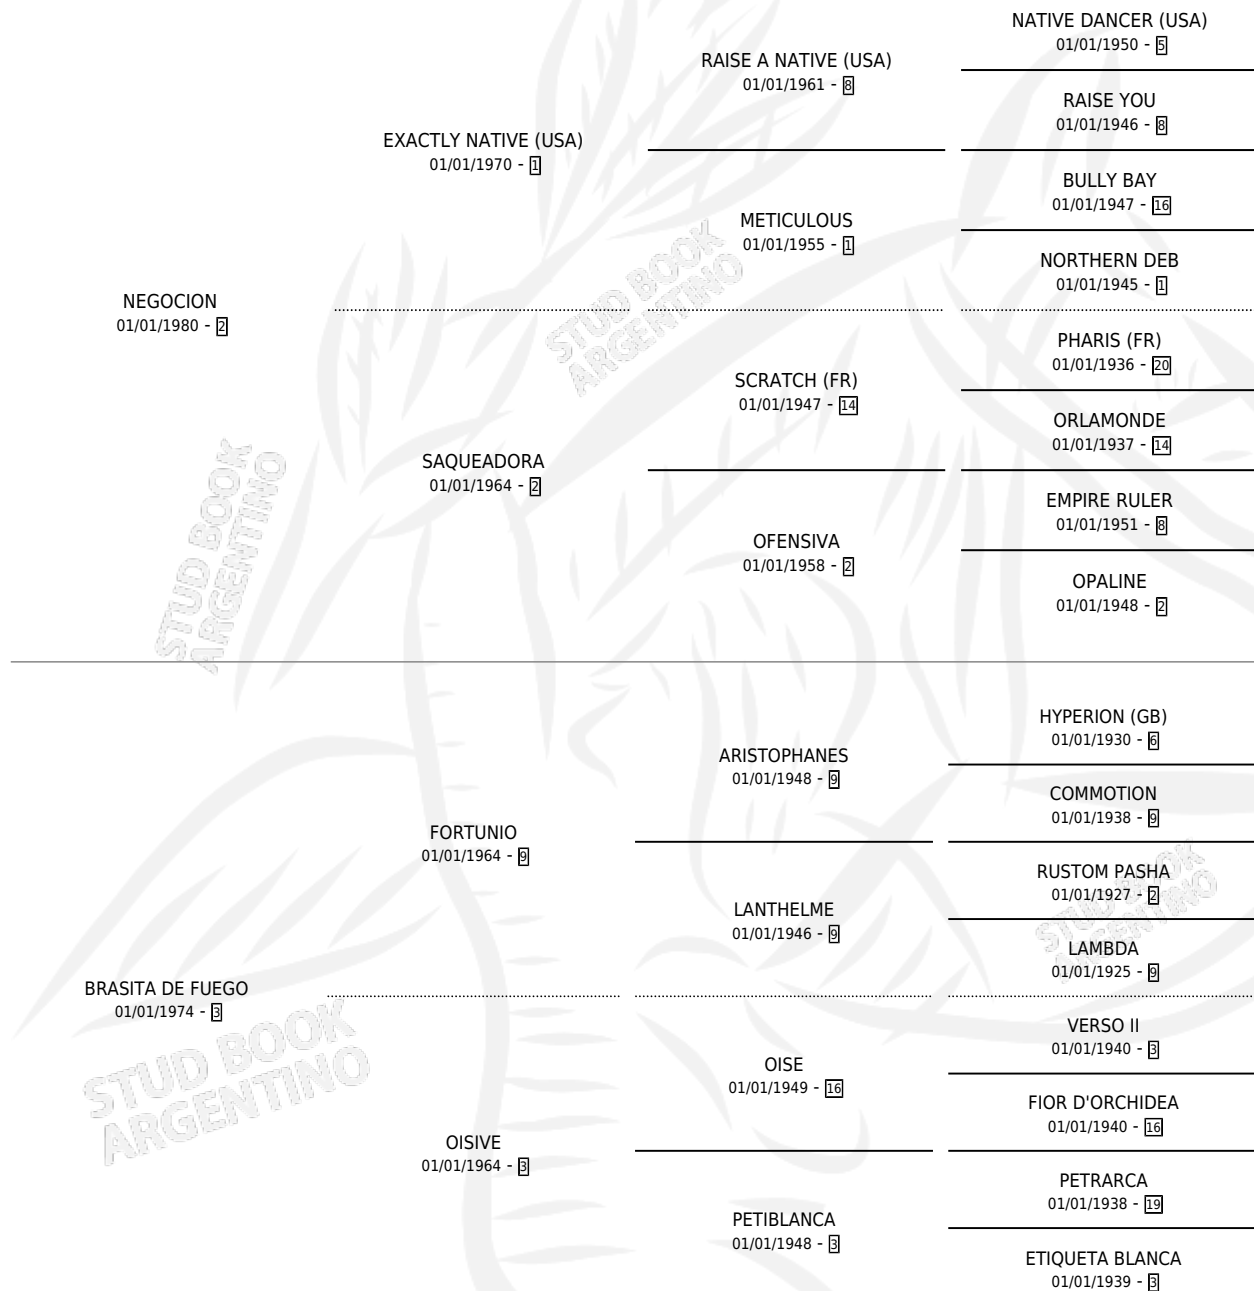 NATIVE DANCER (USA)
01/01/1950 - 5
RAISE A NATIVE (USA)
01/01/1961 - 8
RAISE YOU
01/01/1946 - 8
EXACTLY NATIVE (USA)
01/01/1970 - 1
BULLY BAY
01/01/1947 - 16
METICULOUS
01/01/1955 - 1
NORTHERN DEB
01/01/1945 - 1
NEGOCION
01/01/1980 - 2
PHARIS (FR)
01/01/1936 - 20
SCRATCH (FR)
01/01/1947 - 14
ORLAMONDE
01/01/1937 - 14
SAQUEADORA
01/01/1964 - 2
EMPIRE RULER
01/01/1951 - 8
OFENSIVA
01/01/1958 - 2
OPALINE
01/01/1948 - 2
HYPERION (GB)
01/01/1930 - 6
ARISTOPHANES
01/01/1948 - 9
COMMOTION
01/01/1938 - 9
FORTUNIO
01/01/1964 - 9
RUSTOM PASHA
01/01/1927 - 2
LANTHELME
01/01/1946 - 9
LAMBDA
01/01/1925 - 9
BRASITA DE FUEGO
01/01/1974 - 3
VERSO II
01/01/1940 - 3
OISE
01/01/1949 - 16
FIOR D'ORCHIDEA
01/01/1940 - 16
OISIVE
01/01/1964 - 3
PETRARCA
01/01/1938 - 19
PETIBLANCA
01/01/1948 - 3
ETIQUETA BLANCA
01/01/1939 - 3
STUD BOOK
ARGENTINO
STUD BOOK
ARGENTINO
STUD BOOK
ARGENTINO
STUD BOOK
ARGENTINO